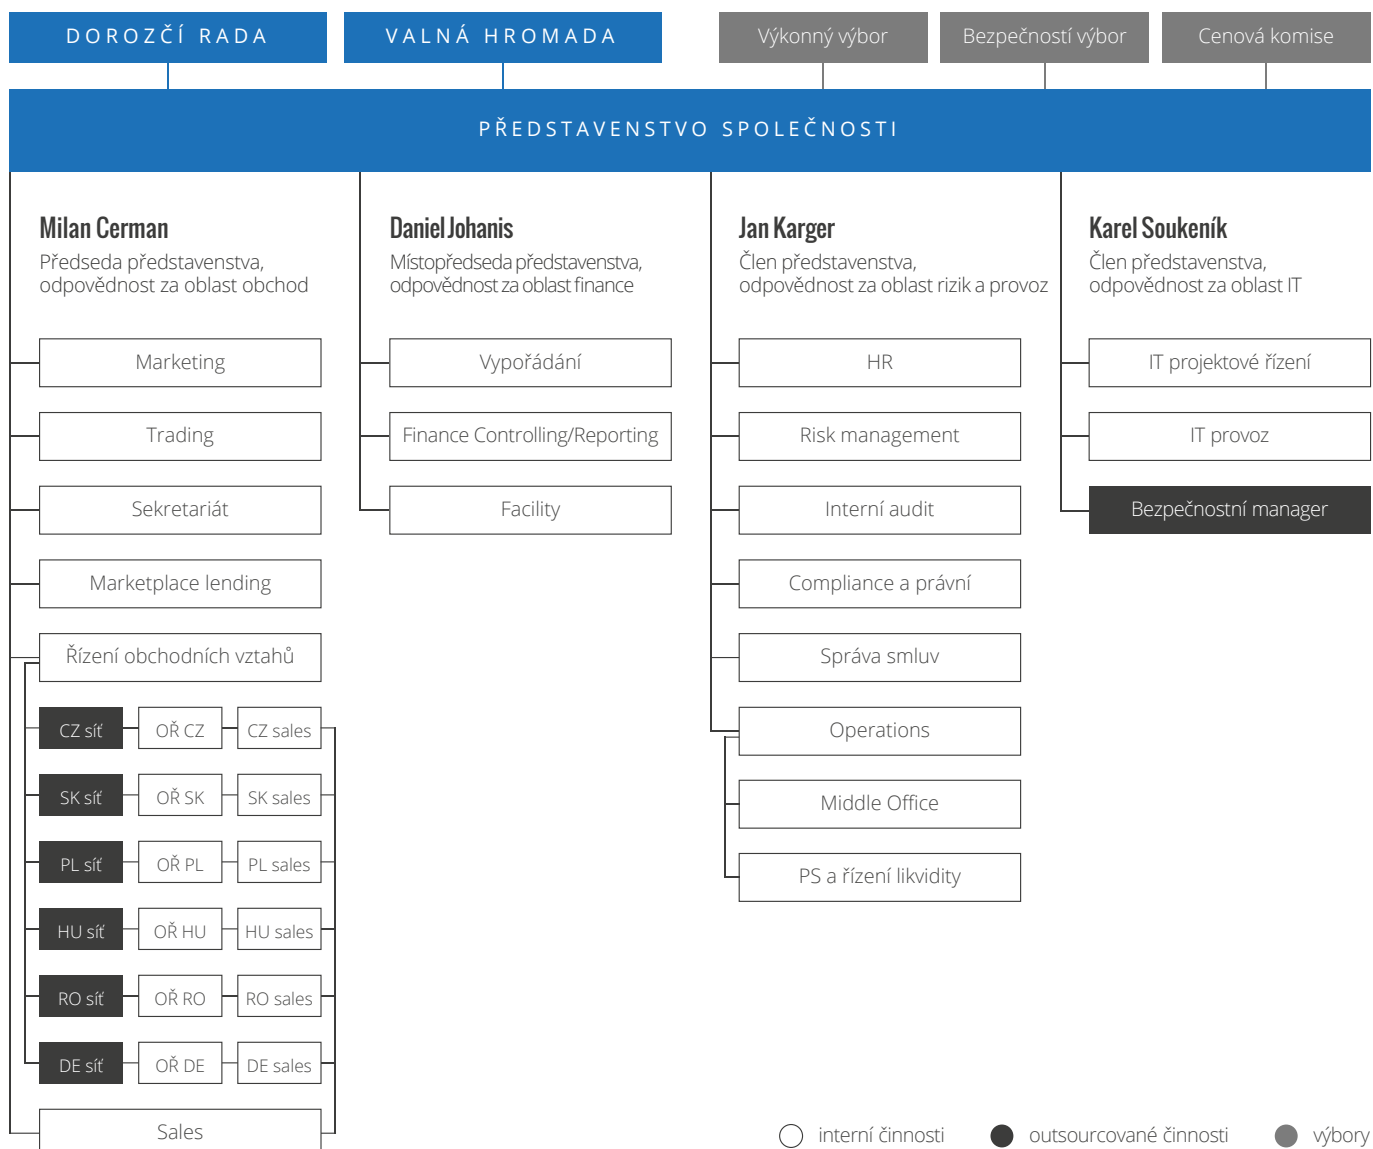 DOROZČÍ RADA
VALNÁ HROMADA
Výkonný výbor
Bezpečností výbor
Cenová komise
PŘEDSTAVENSTVO SPOLEČNOSTI
Milan Cerman
Předseda představenstva,
odpovědnost za oblast obchod
Marketing
Trading
Sekretariát
Marketplace lending
Řízení obchodních vztahů
CZ síť
OŘ CZ
CZ sales
SK síť
OŘ SK
SK sales
PL síť
OŘ PL
PL sales
HU síť
OŘ HU
HU sales
RO síť
OŘ RO
RO sales
DE síť
OŘ DE
DE sales
Sales
Daniel Johanis
Místopředseda představenstva,
odpovědnost za oblast finance
Vypořádání
Finance Controlling/Reporting
Facility
Jan Karger
Člen představenstva,
odpovědnost za oblast rizik a provoz
HR
Risk management
Interní audit
Compliance a právní
Správa smluv
Operations
Middle Office
PS a řízení likvidity
Karel Soukeník
Člen představenstva,
odpovědnost za oblast IT
IT projektové řízení
IT provoz
Bezpečnostní manager
interní činnosti
outsourcované činnosti
výbory